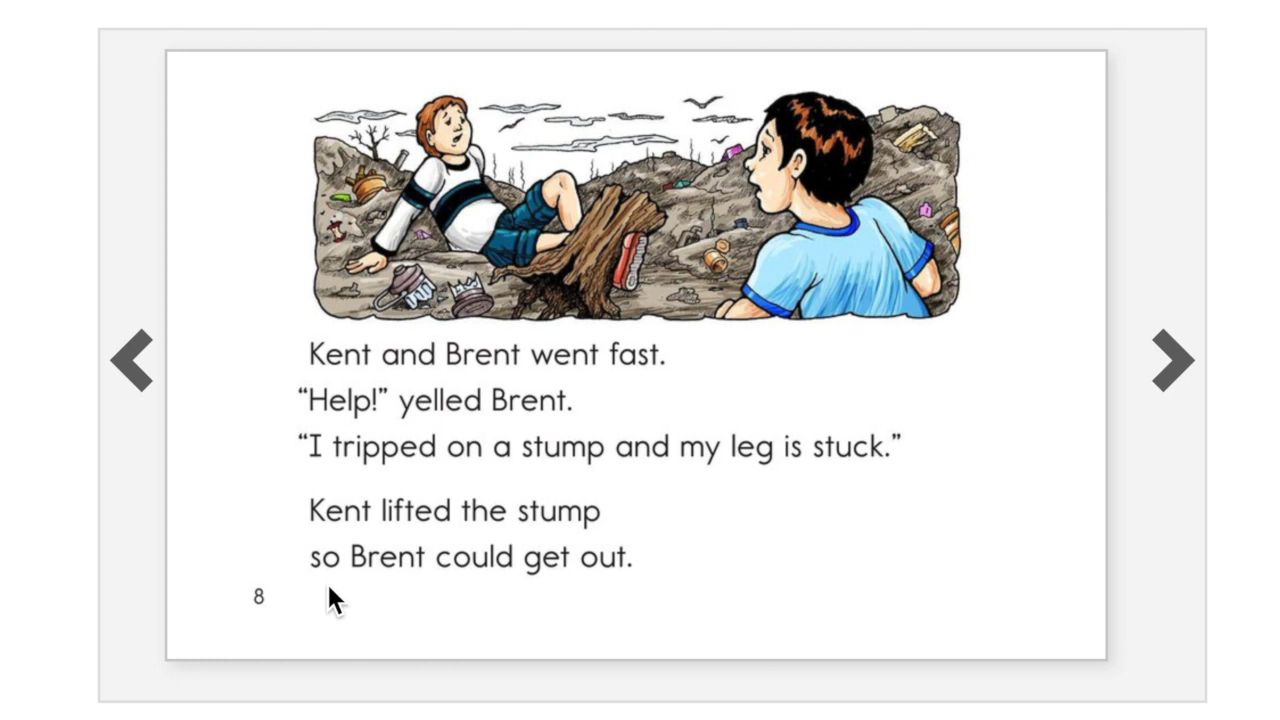 Kent and Brent went fast.
“Help!” yelled Brent.
“I tripped on a stump and my leg is stuck.”
Kent lifted the stump
so Brent could get out.
8